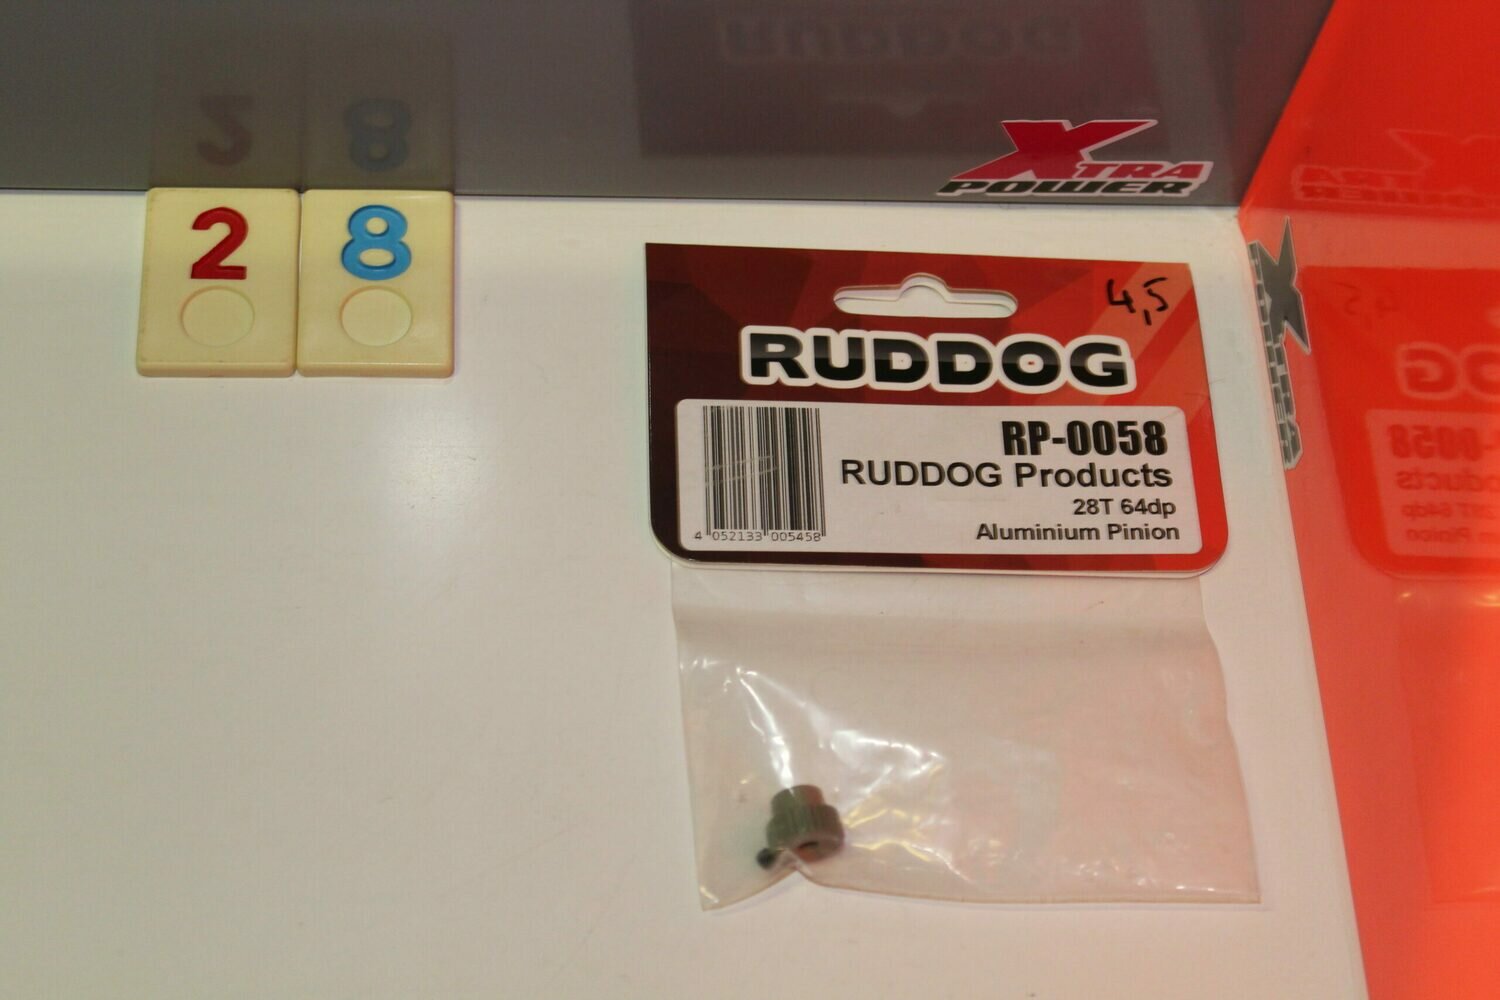 XTRA
POWER
2 8
4,5
RUDDOG
RP-0058
RUDDOG Products
28T 64dp
Aluminium Pinion
4 052133 005458